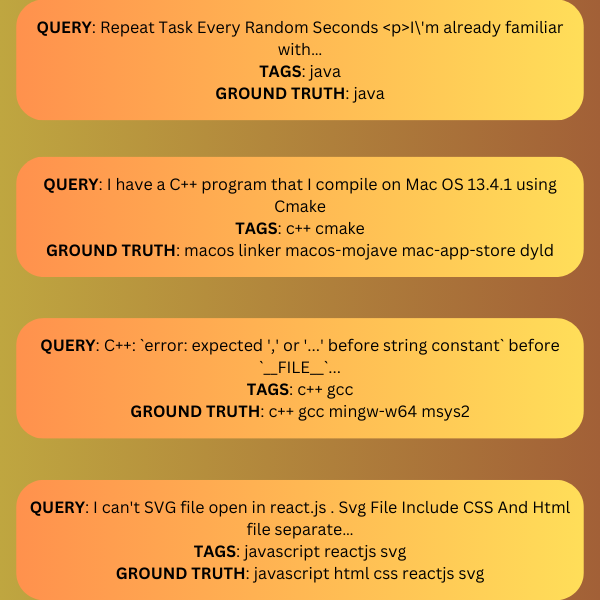 QUERY: Repeat Task Every Random Seconds <p>I\'m already familiar
with...
TAGS: java
GROUND TRUTH: java
QUERY: I have a C++ program that I compile on Mac OS 13.4.1 using
Cmake
TAGS: c++ cmake
GROUND TRUTH: macos linker macos-mojave mac-app-store dyld
QUERY: C++: `error: expected ',' or '...' before string constant` before
`__FILE__`...
TAGS: c++ gcc
GROUND TRUTH: c++ gcc mingw-w64 msys2
QUERY: I can't SVG file open in react.js . Svg File Include CSS And Html
file separate...
TAGS: javascript reactjs svg
GROUND TRUTH: javascript html css reactjs svg